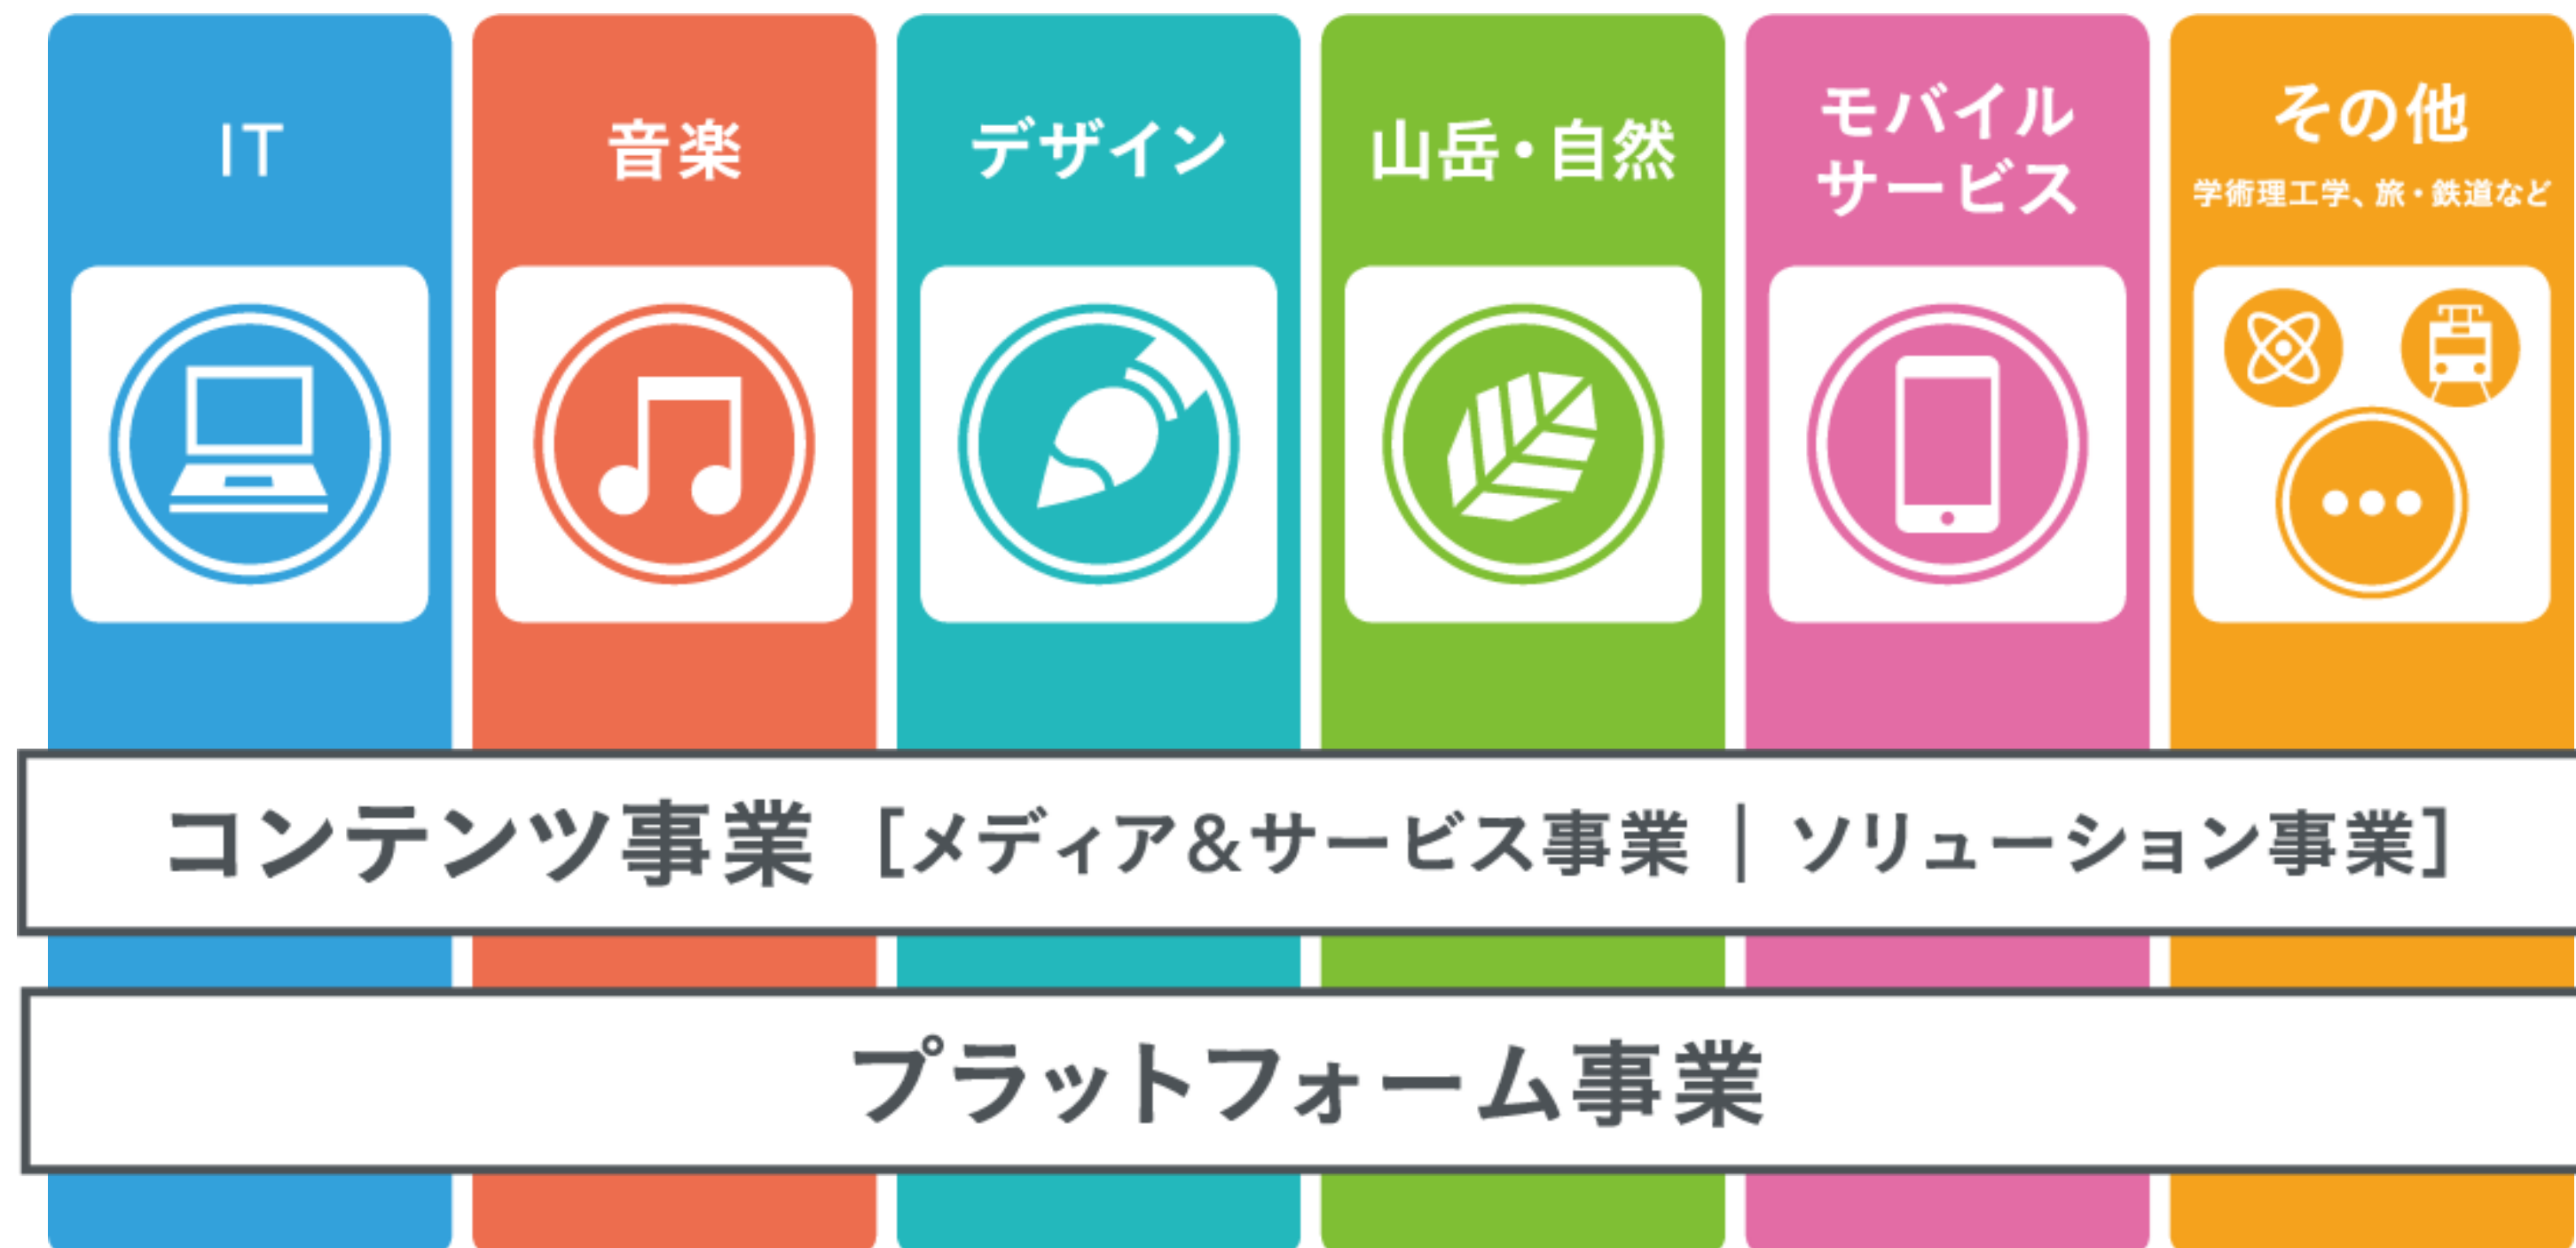 IT
音楽
デザイン
山岳・自然
モバイル
サービス
その他
学術理工学、旅・鉄道など
コンテンツ事業 [メディア&サービス事業 | ソリューション事業]
プラットフォーム事業